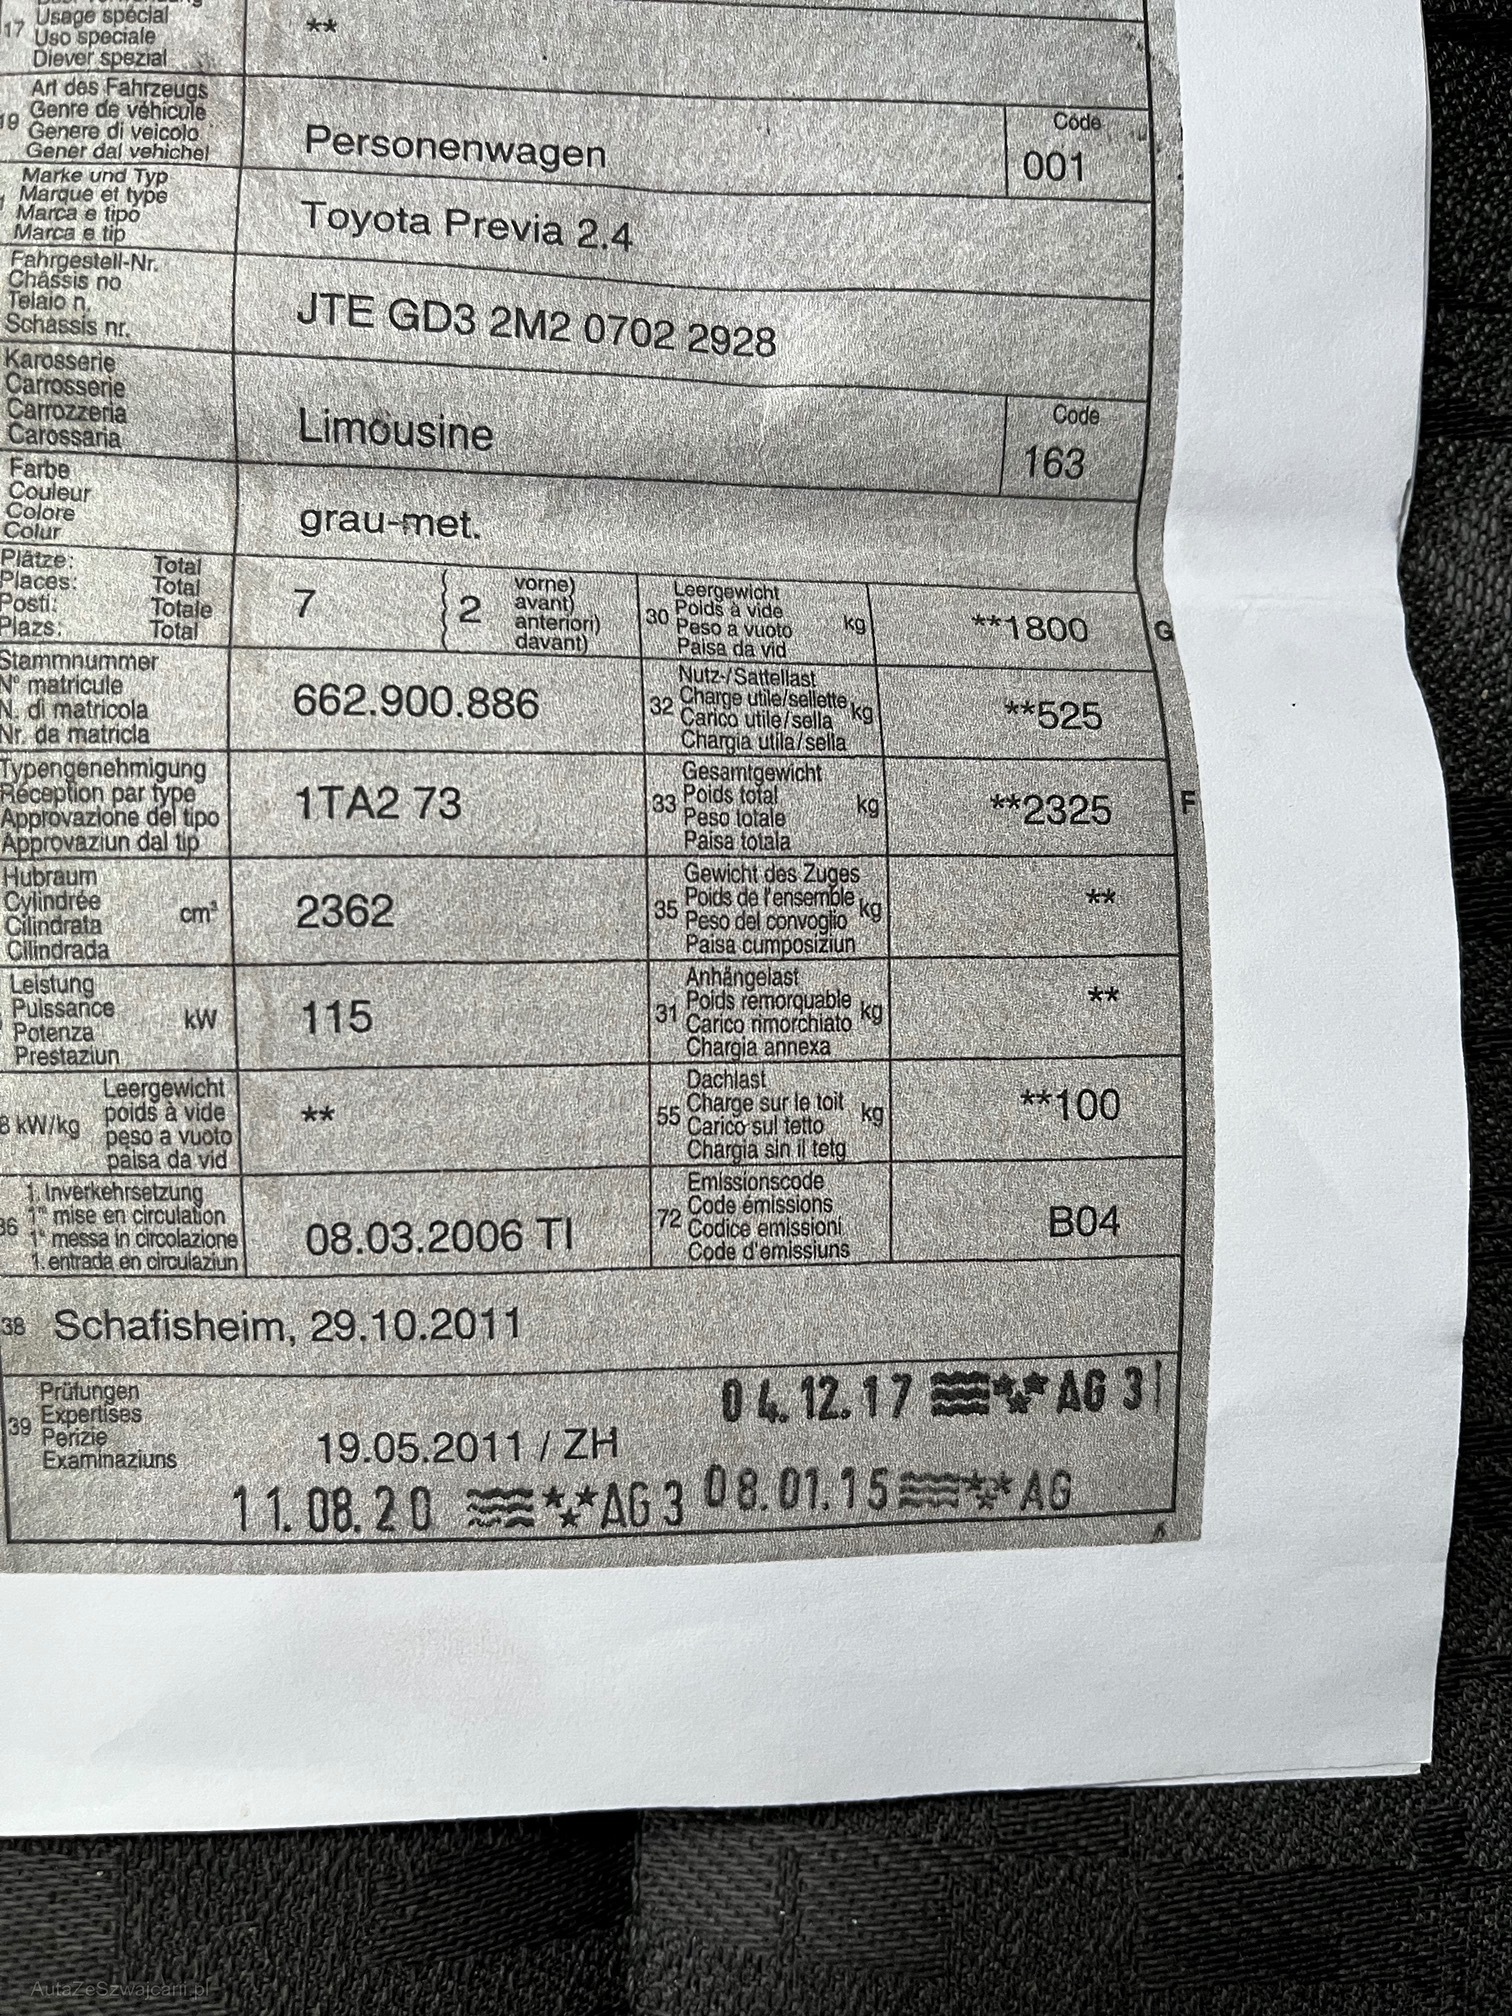 17 Usage spécial
Uso speciale **
Diever spezial
Art des Fahrzeugs
19 Genre de véhicule Code
Genere di veicolo Personenwagen 001
Gener dal vehichel
Marke und Typ
Marque et type Toyota Previa 2.4
Marca e tipo
Marca e tip
Fahrgestell-Nr.
Châssis no JTE GD3 2M2 0702 2928
Telaio n.
Schassis nr.
Karosserie
Carrosserie Limousine Code
Carrozzeria 163
Carossaria
Farbe
Couleur grau-met.
Colore
Colur
Plätze: Total vorne) Leergewicht
Places: Total 7 { 2 avant) 30 Poids à vide kg **1800 G
Posti: Totale anteriori) Peso a vuoto
Plazs: Total davant) Paisa da vid
Stammnummer Nutz-/Sattellast
N° matricule 662.900.886 32 Charge utile/sellette kg **525
N. di matricola Carico utile/sella
Nr. da matricla Chargia utila/sella
Typengenehmigung Gesamtgewicht
Réception par type 1TA2 73 33 Poids total kg **2325 F
Approvazione del tipo Peso totale
Approvaziun dal tip Paisa totala
Hubraum Gewicht des Zuges
Cylindrée cm³ 2362 35 Poids de l'ensemble kg **
Cilindrata Peso del convoglio
Cilindrada Paisa cumposiziun
Leistung Anhängelast
Puissance kW 115 31 Poids remorquable kg **
Potenza Carico rimorchiato
Prestaziun Chargia annexa
Leergewicht Dachlast
kW/kg poids à vide ** 55 Charge sur le toit kg **100
peso a vuoto Carico sul tetto
paisa da vid Chargia sin il tetg
1. Inverkehrsetzung Emissionscode
36 1re mise en circulation 08.03.2006 TI 72 Code émissions B04
1a messa in circolazione Codice emissioni
1. entrada en circulaziun Code d'emissiuns
38 Schafisheim, 29.10.2011
Prüfungen 04.12.17 AG 3
39 Expertises
Perizie 19.05.2011 / ZH
Examinaziuns
11.08.20 AG 3 08.01.15 AG
AutaZeSzwajcarii.pl